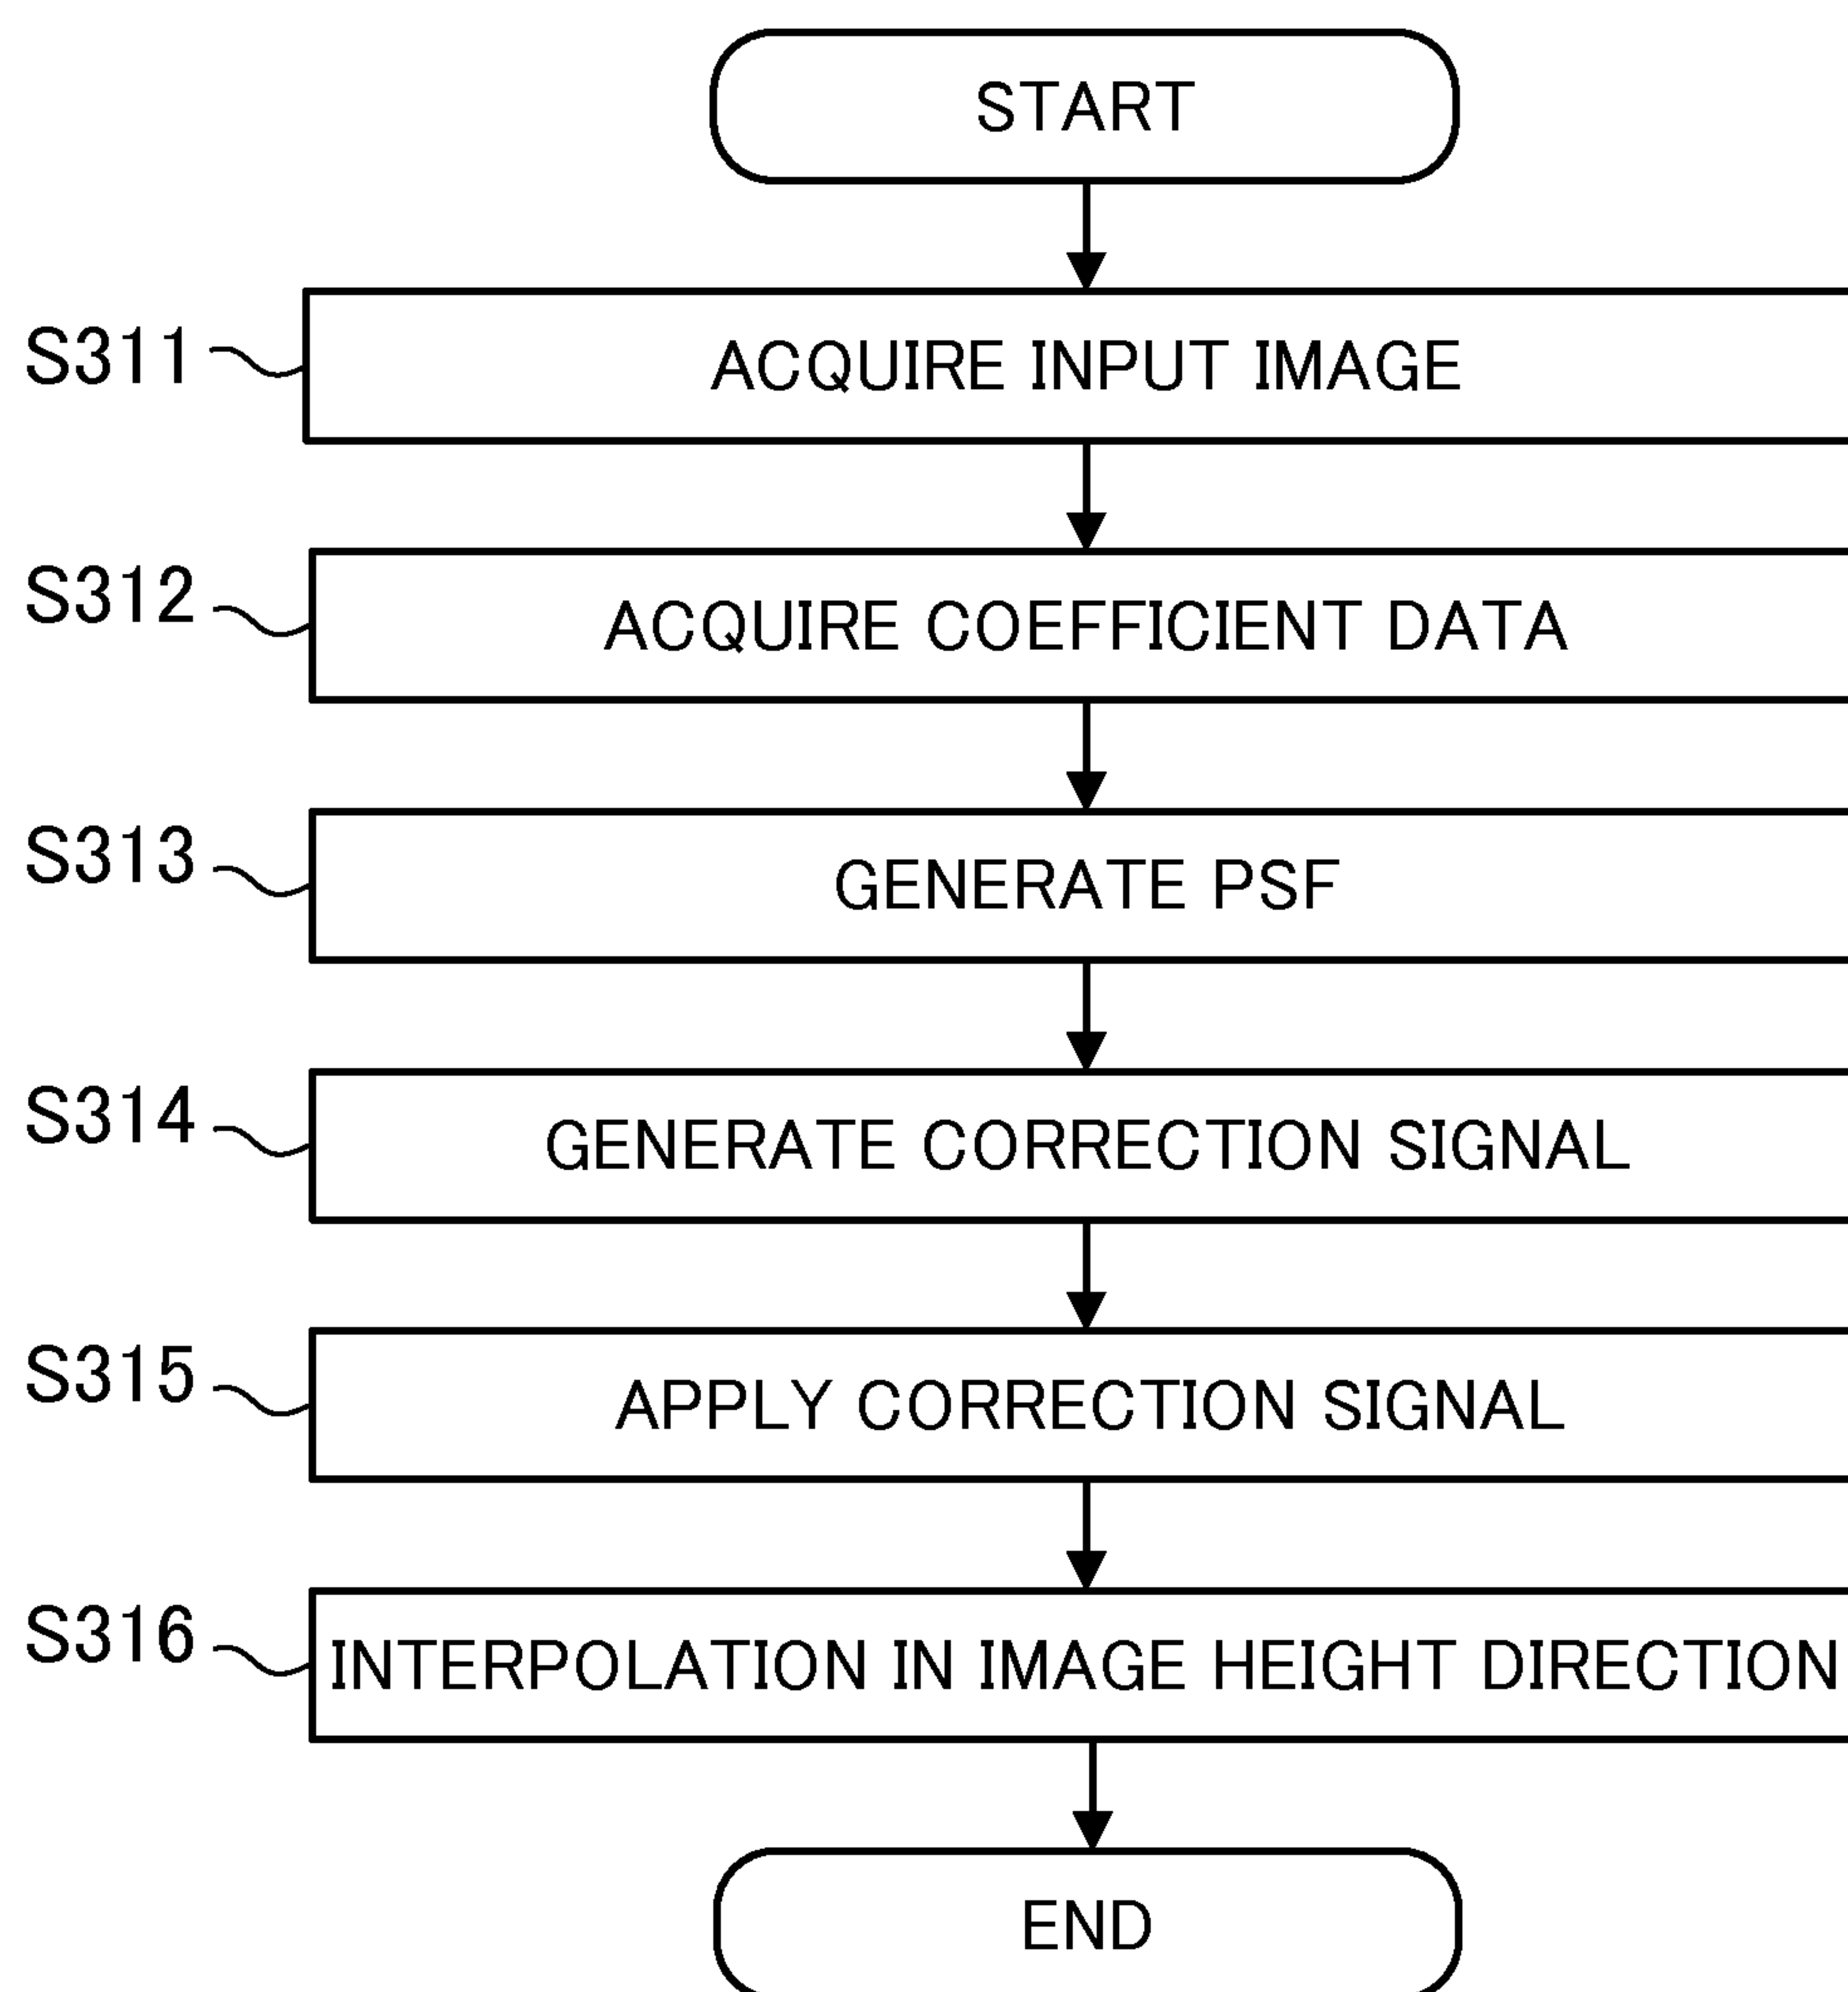 START
S311
ACQUIRE INPUT IMAGE
S312
ACQUIRE COEFFICIENT DATA
S313
GENERATE PSF
S314
GENERATE CORRECTION SIGNAL
S315
APPLY CORRECTION SIGNAL
S316
INTERPOLATION IN IMAGE HEIGHT DIRECTION
END